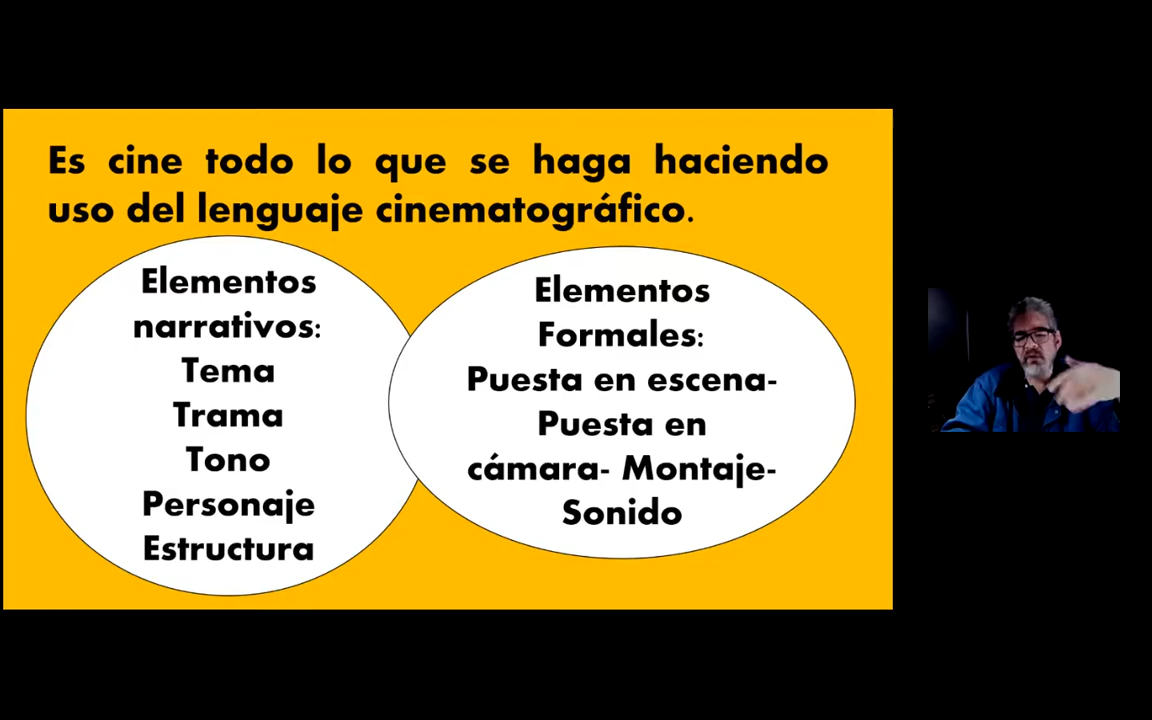 Es cine todo lo que se haga haciendo
uso del lenguaje cinematográfico.
Elementos
narrativos:
Tema
Trama
Tono
Personaje
Estructura
Elementos
Formales:
Puesta en escena-
Puesta en
cámara- Montaje-
Sonido